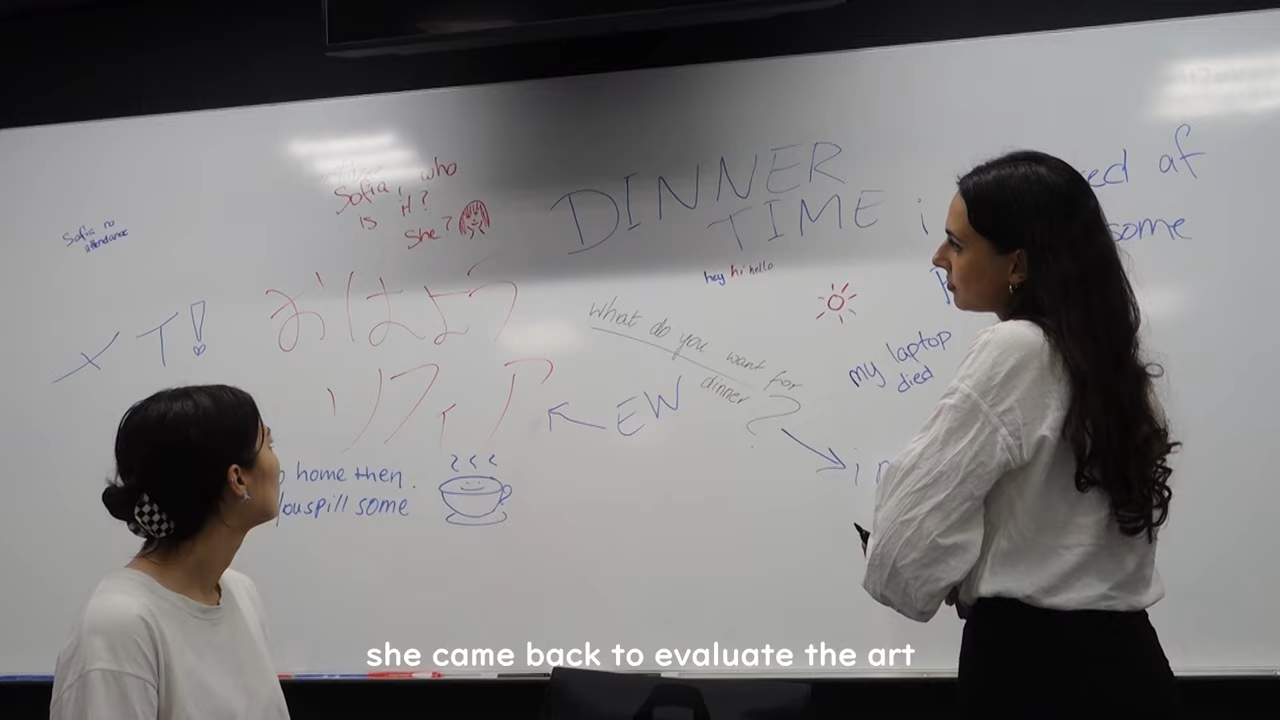 Sofia, who
is it?
She?
DINNER
TIME
Sofia no
attendance
hey hi hello
おはよう
ソフィア
メイ!
What do you want for
dinner
?
EW
my laptop
died
af
some
home then
you spill some
i
she came back to evaluate the art